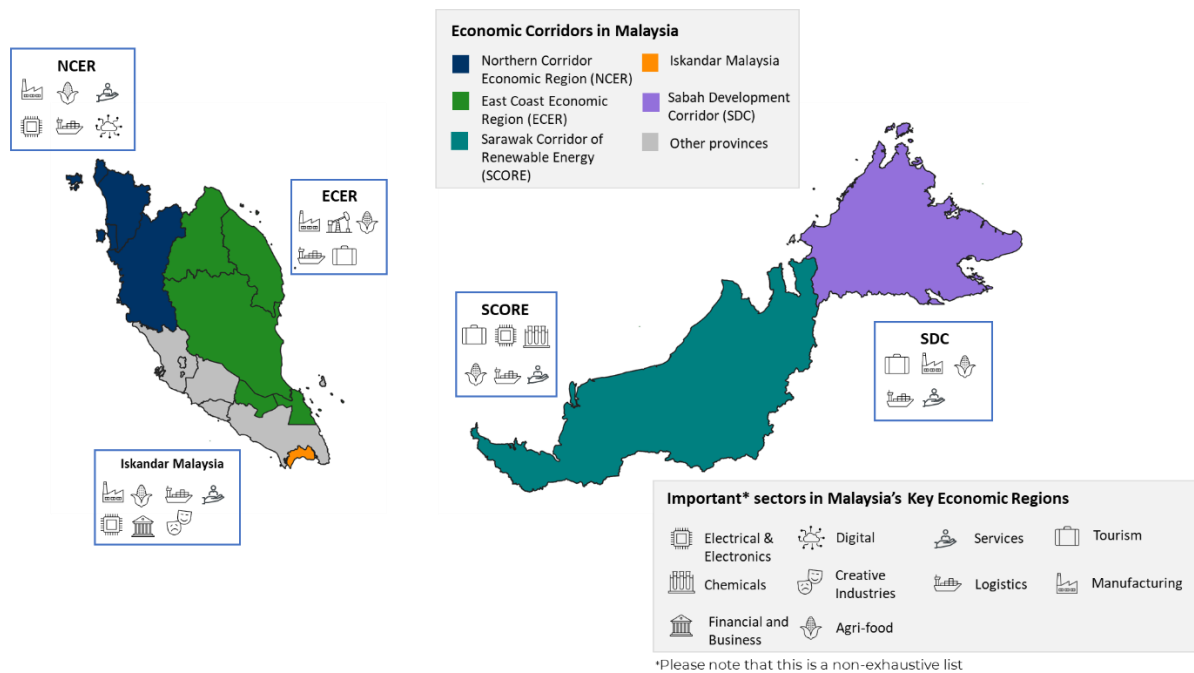 NCER
ECER
Iskandar Malaysia
Economic Corridors in Malaysia
Northern Corridor
Economic Region (NCER)
East Coast Economic
Region (ECER)
Sarawak Corridor of
Renewable Energy
(SCORE)
Iskandar Malaysia
Sabah Development
Corridor (SDC)
Other provinces
SCORE
SDC
Important* sectors in Malaysia's Key Economic Regions
Electrical &
Electronics
Digital
Services
Tourism
Chemicals
Creative
Industries
Logistics
Manufacturing
Financial and
Business
Agri-food
*Please note that this is a non-exhaustive list